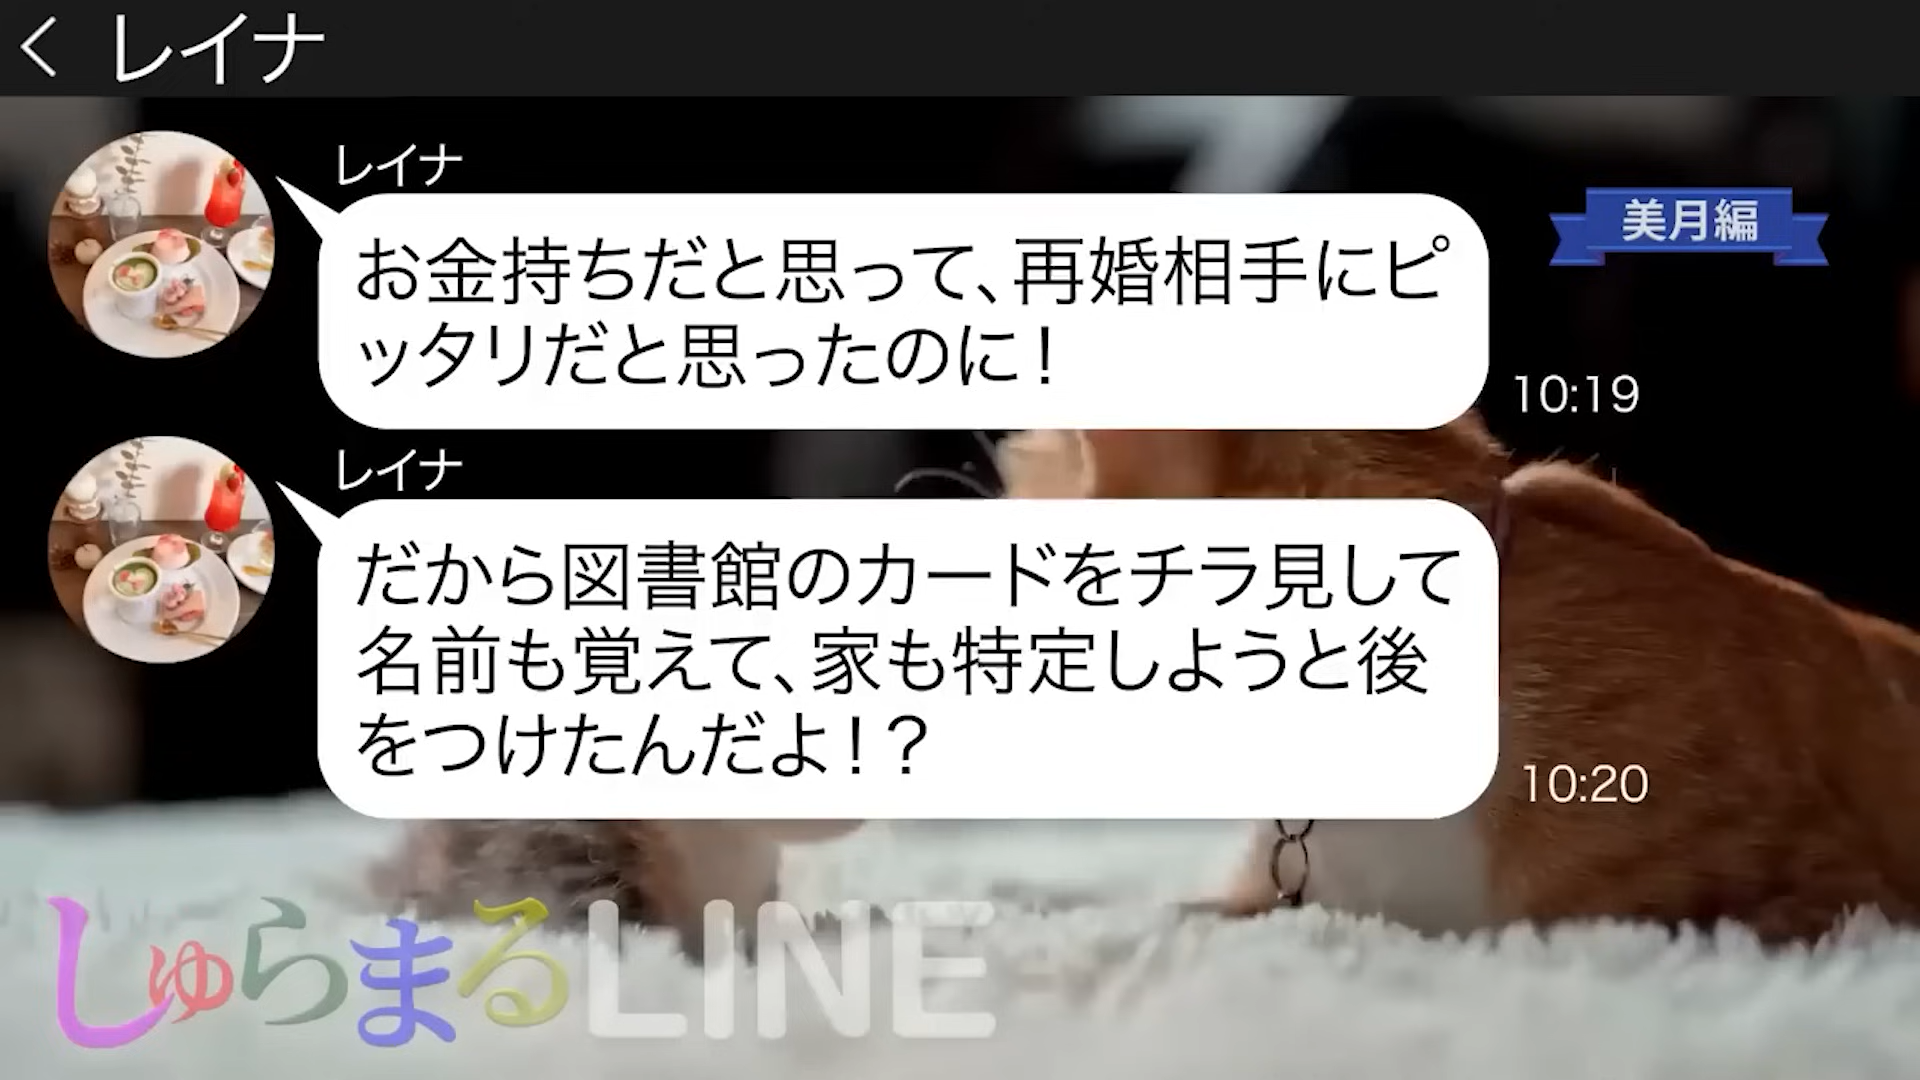 レイナ
レイナ
お金持ちだと思って、再婚相手にピ
ッタリだと思ったのに！
10:19
美月編
レイナ
だから図書館のカードをチラ見して
名前も覚えて、家も特定しようと後
をつけたんだよ！？
10:20
しゅらまるLINE